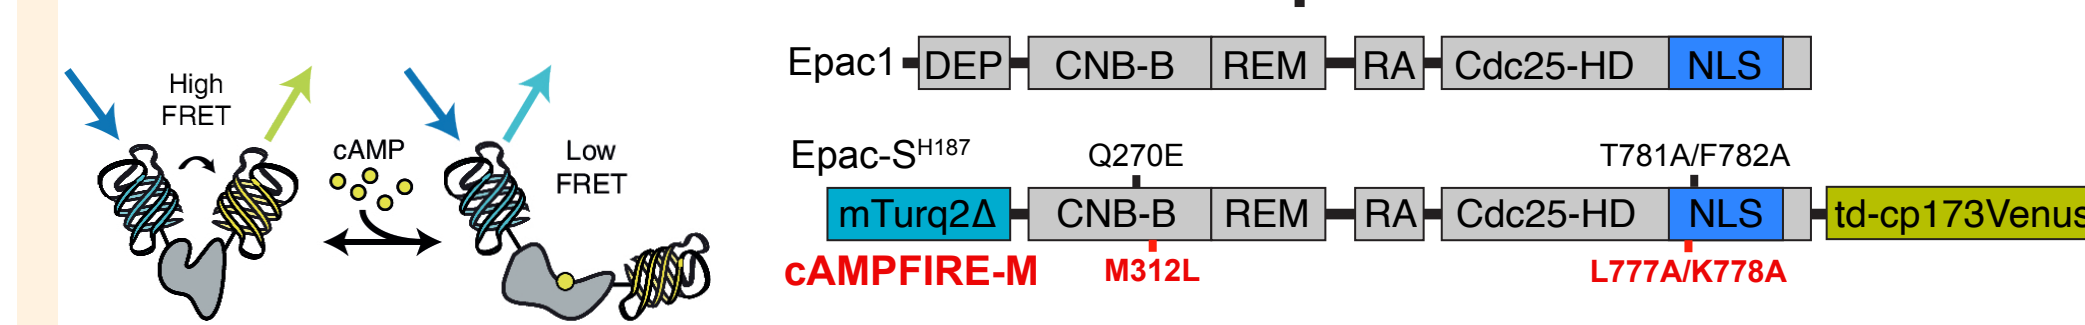 High
FRET
cAMP
Low
FRET
Epac1
DEP
CNB-B
REM
RA
Cdc25-HD
NLS
Epac-S^H187
Q270E
T781A/F782A
mTurq2Δ
CNB-B
REM
RA
Cdc25-HD
NLS
td-cp173Venus
cAMPFIRE-M
M312L
L777A/K778A